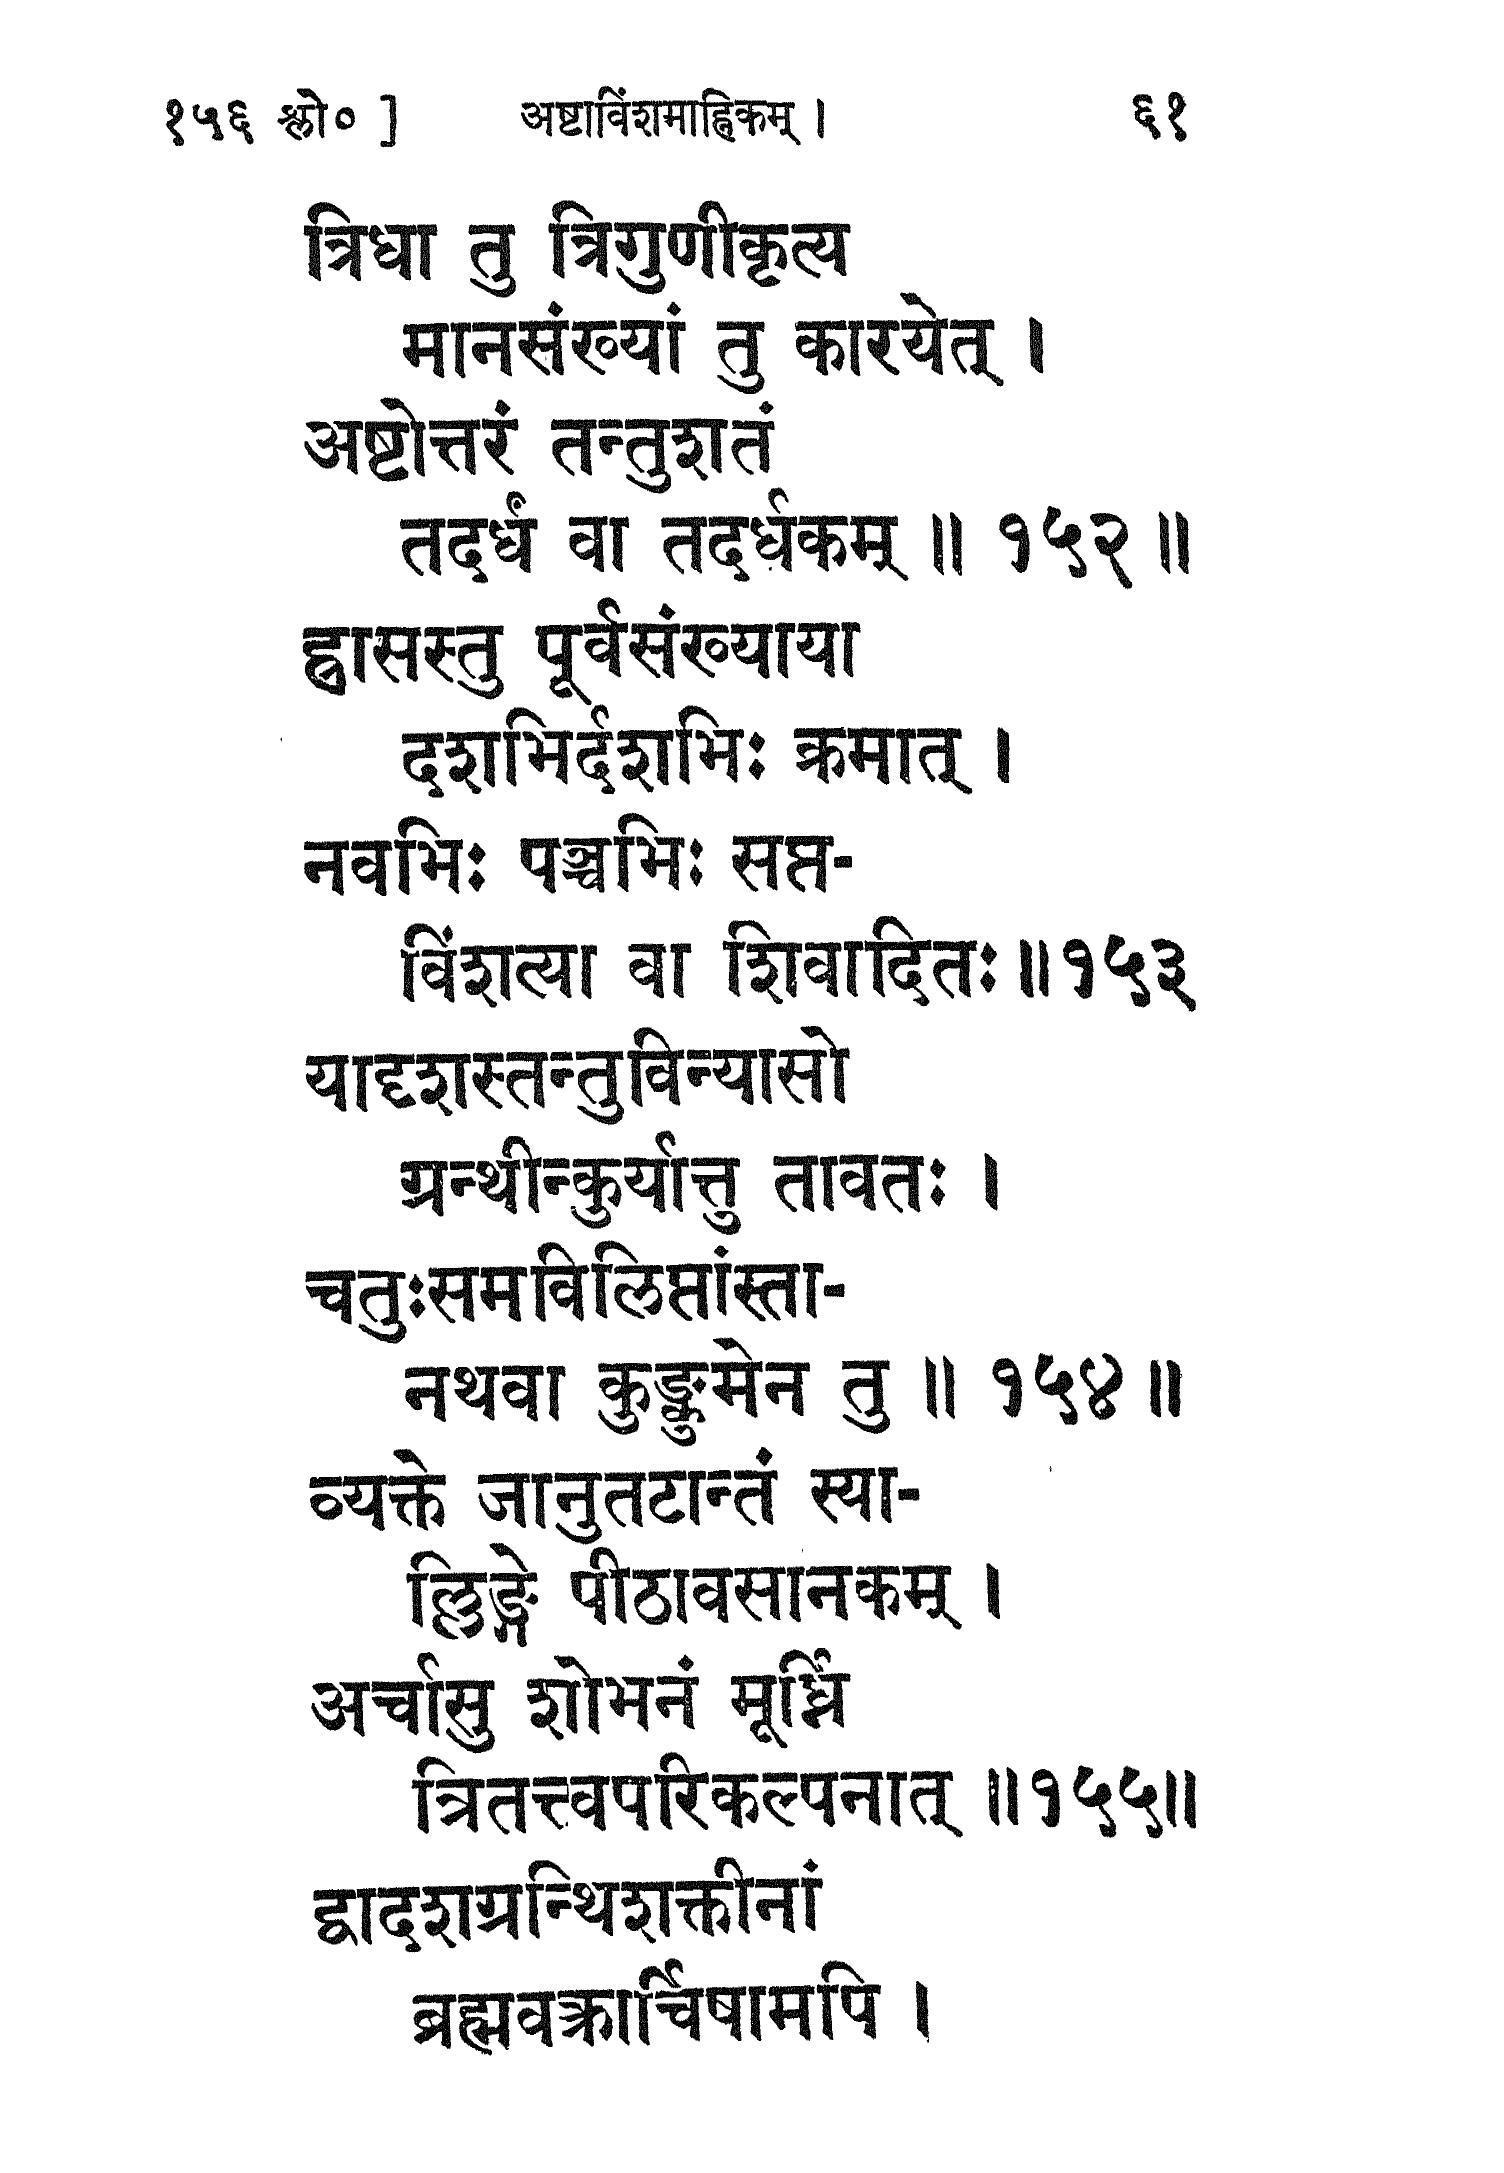 १५६ श्लो० ]
अष्टाविंशमाह्निकम् ।
६१
त्रिधा तु त्रिगुणीकृत्य
मानसंख्यां तु कारयेत् ।
अष्टोत्तरं तन्तुशतं
तदर्धं वा तदर्धकम् ॥ १५२ ॥
ह्रासस्तु पूर्वसंख्याया
दशभिर्दशभिः क्रमात् ।
नवभिः पञ्चभिः सप्त-
विंशत्या वा शिवादितः॥१५३
यादृशस्तन्तुविन्यासो
ग्रन्थीन्कुर्यात्तु तावतः ।
चतुःसमविलिप्तांस्ता-
नथवा कुङ्कुमेन तु ॥ १५४ ॥
व्यक्ते जानुतटान्तं स्या-
ल्लिङ्गे पीठावसानकम् ।
अर्चासु शोभनं मूर्ध्निं
त्रितत्त्वपरिकल्पनात् ॥१५५॥
द्वादशग्रन्थिशक्तीनां
ब्रह्मवक्रार्चिषामपि ।